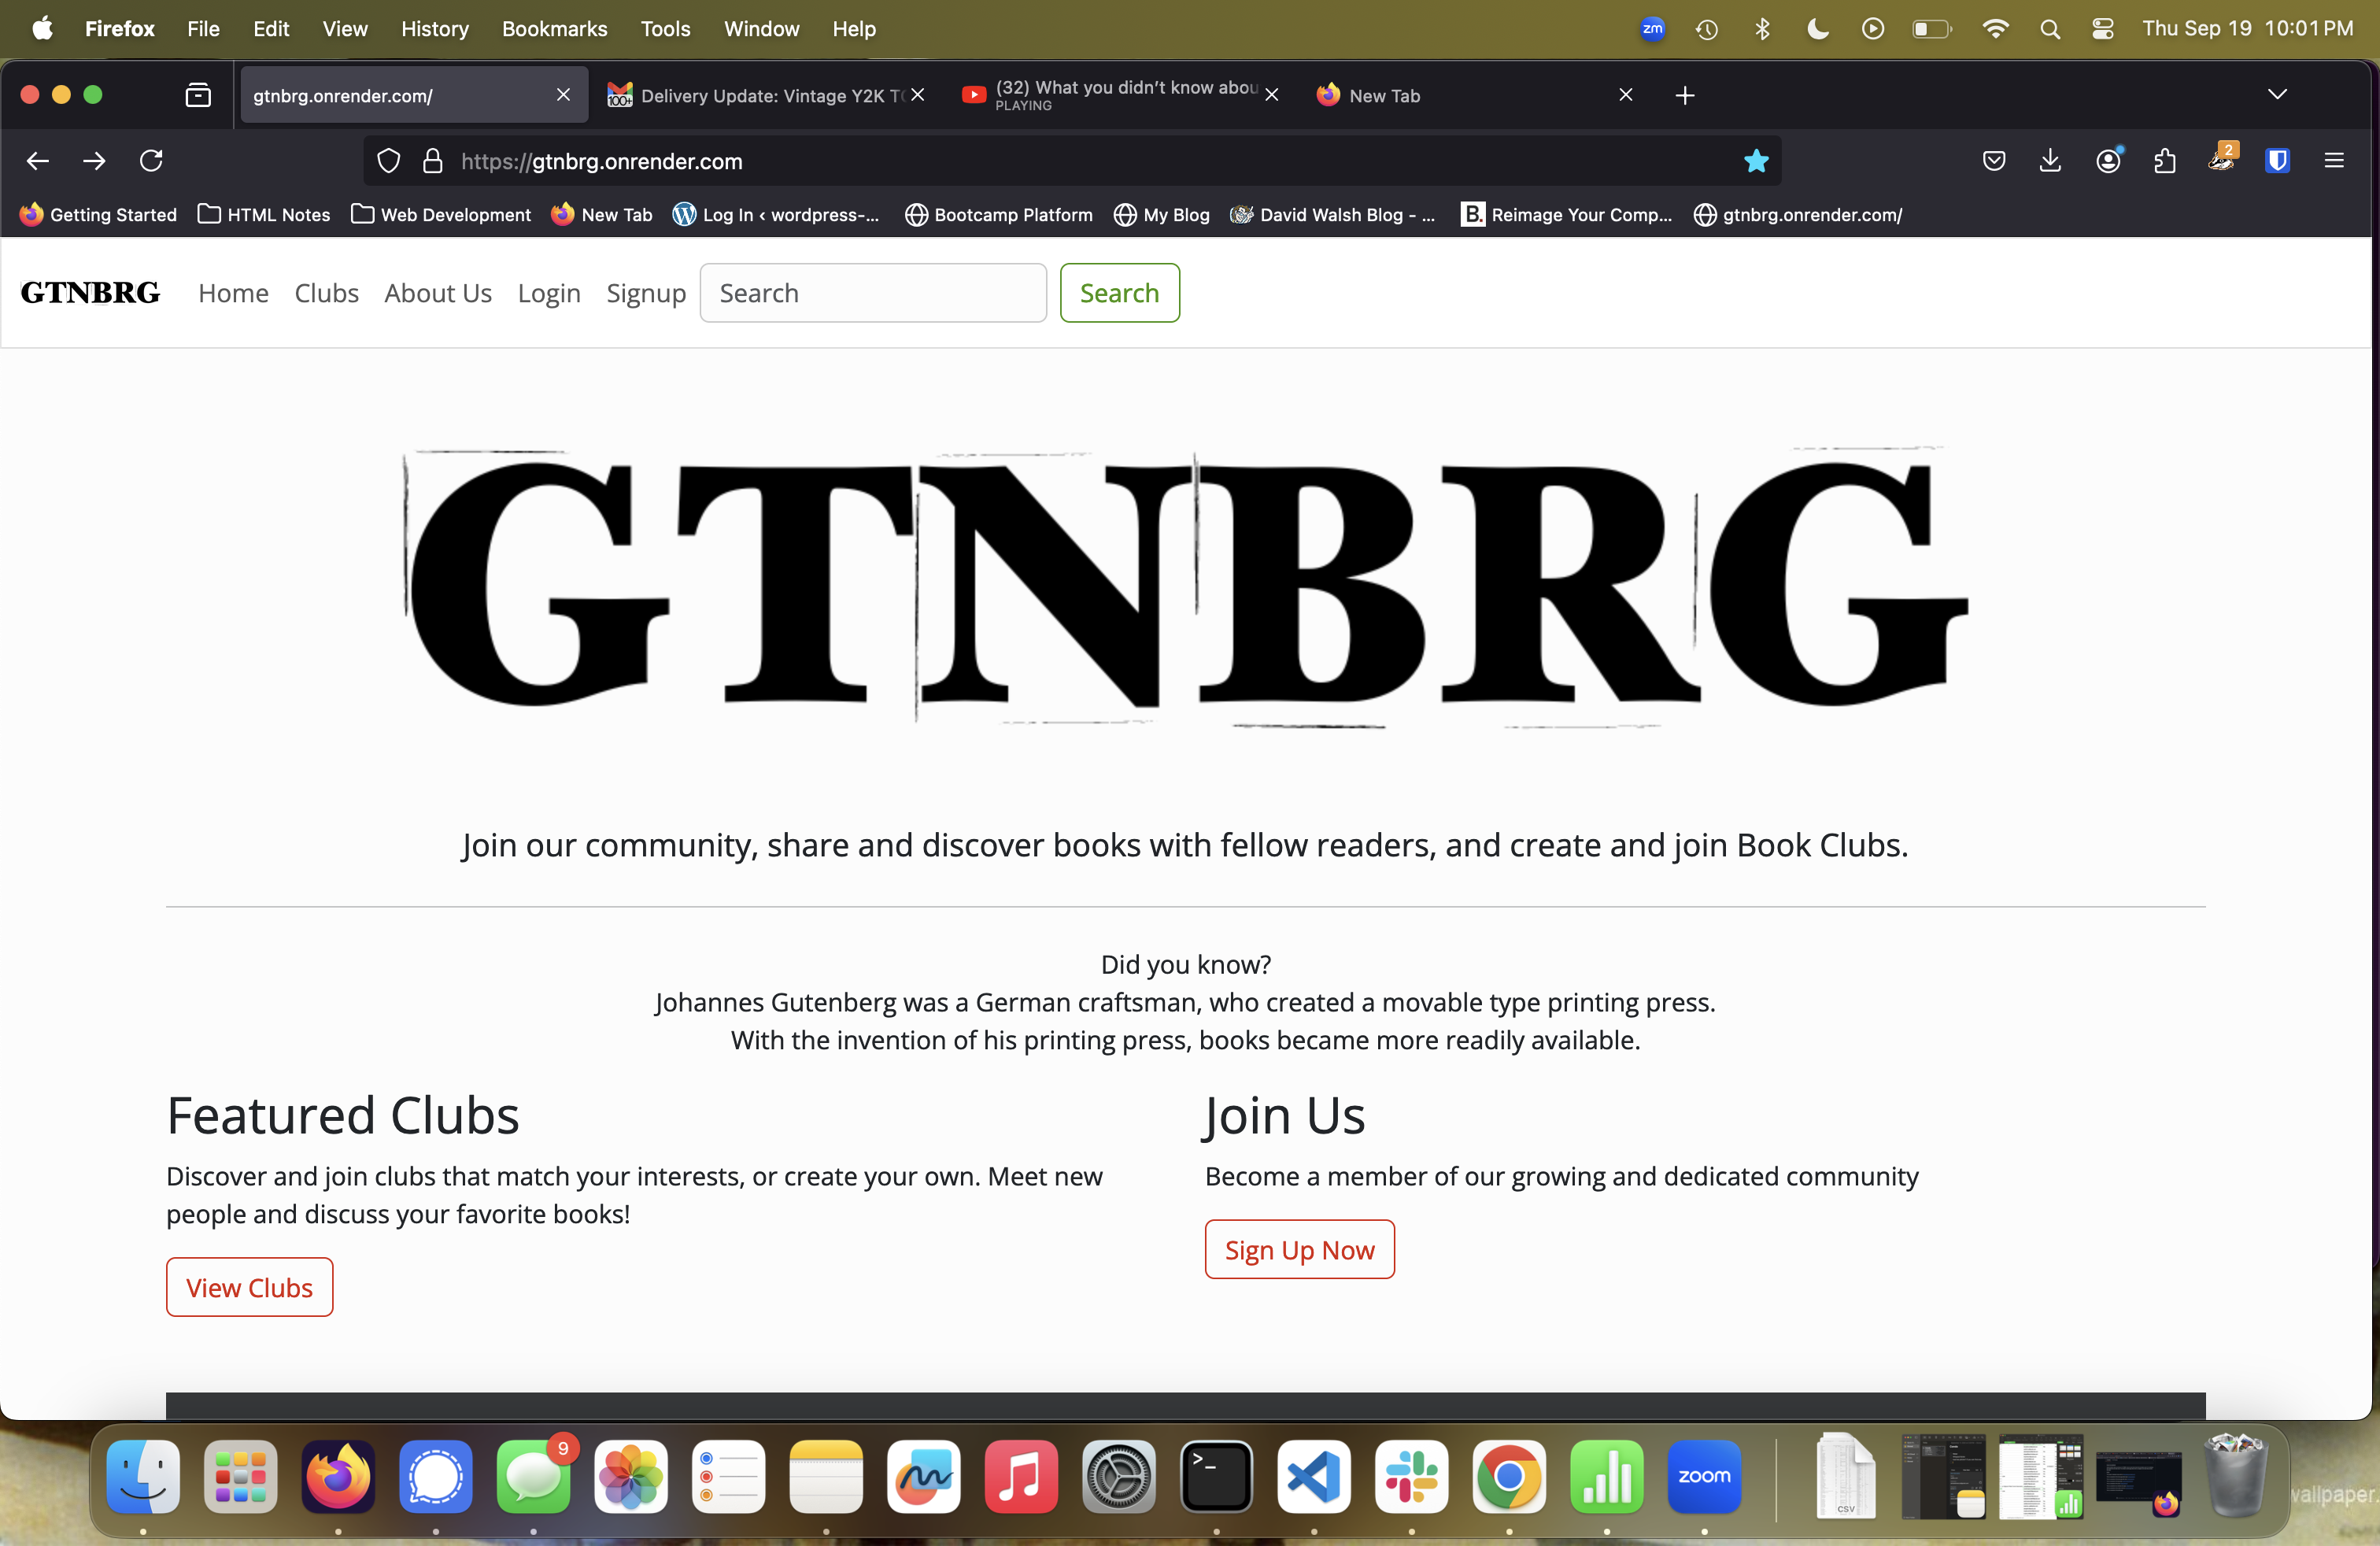 Firefox File Edit View History Bookmarks Tools Window Help zm Thu Sep 19 10:01 PM
gtnbrg.onrender.com/ 100+ Delivery Update: Vintage Y2K (32) What you didn't know abou New Tab
PLAYING
https://gtnbrg.onrender.com 2
Getting Started HTML Notes Web Development New Tab Log In ‹ wordpress-... Bootcamp Platform My Blog David Walsh Blog - ... B. Reimage Your Comp... gtnbrg.onrender.com/
GTNBRG Home Clubs About Us Login Signup Search Search
GTNBRG
Join our community, share and discover books with fellow readers, and create and join Book Clubs.
Did you know?
Johannes Gutenberg was a German craftsman, who created a movable type printing press.
With the invention of his printing press, books became more readily available.
Featured Clubs
Discover and join clubs that match your interests, or create your own. Meet new
people and discuss your favorite books!
View Clubs
Join Us
Become a member of our growing and dedicated community
Sign Up Now
9
zoom
CSV
wallpaper.